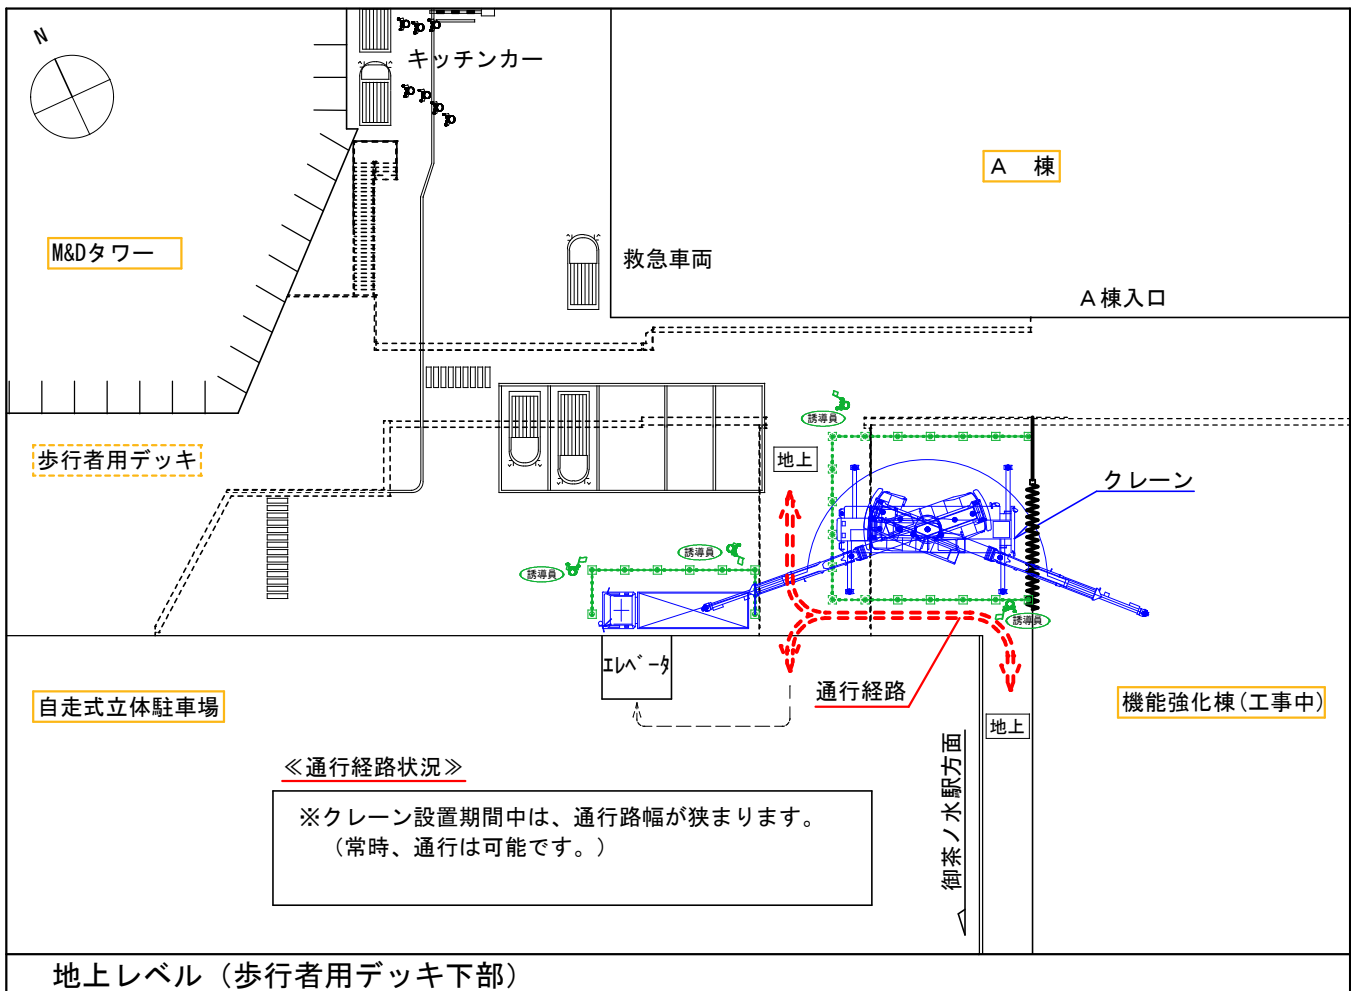 N
キッチンカー
A 棟
M&Dタワー
救急車両
A棟入口
誘導員
歩行者用デッキ
地上
クレーン
誘導員
誘導員
誘導員
エレベータ
通行経路
自走式立体駐車場
機能強化棟(工事中)
地上
御茶ノ水駅方面
≪通行経路状況≫
※クレーン設置期間中は、通行路幅が狭まります。
(常時、通行は可能です。)
地上レベル(歩行者用デッキ下部)